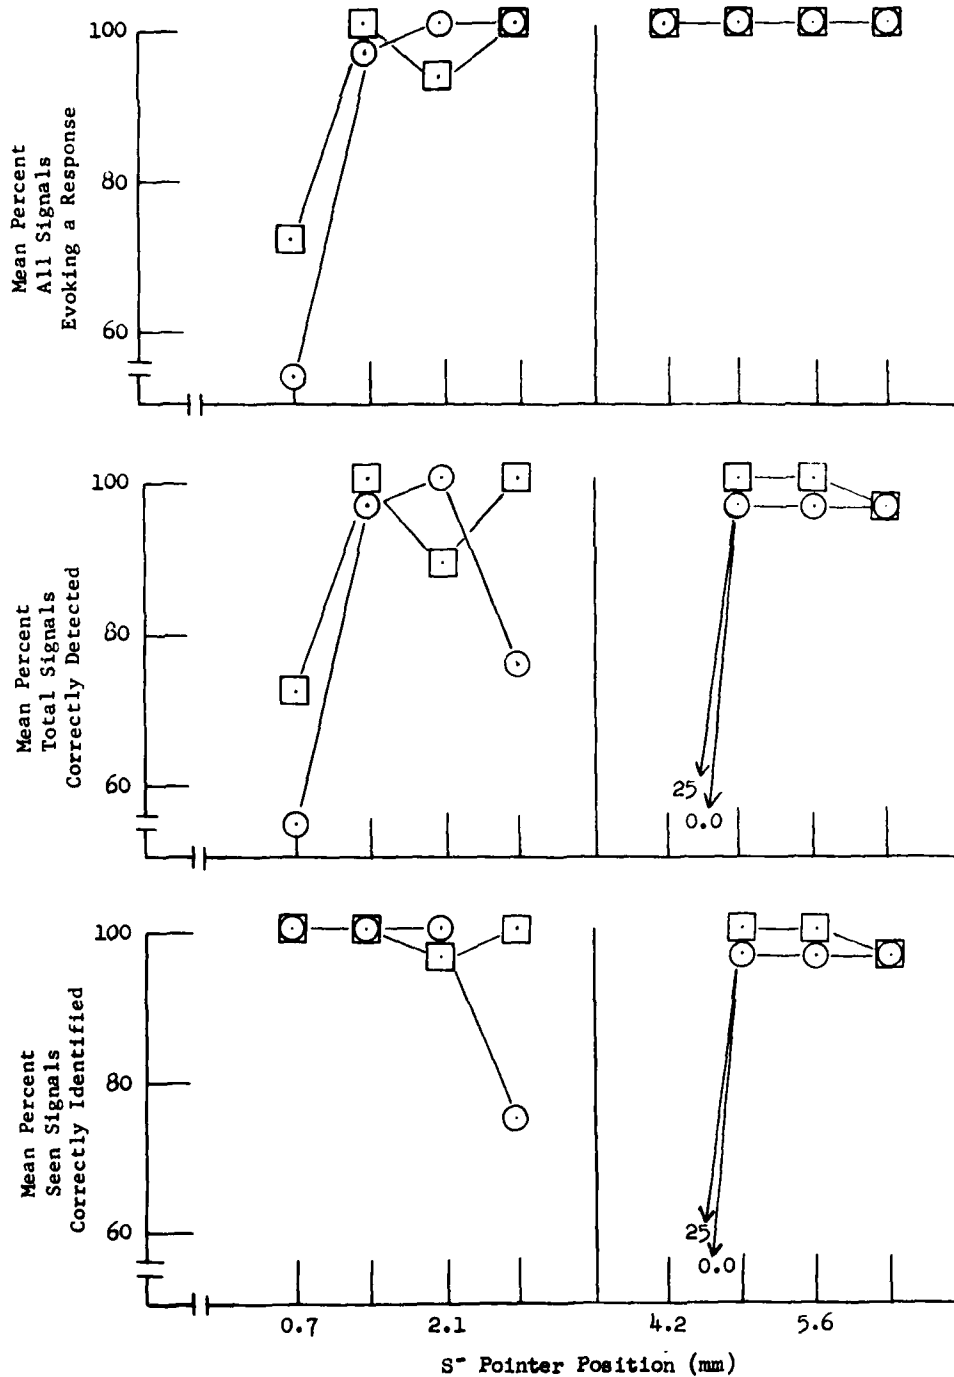 Mean Percent
All Signals
Evoking a Response
100
80
60
Mean Percent
Total Signals
Correctly Detected
100
80
60
25
0.0
Mean Percent
Seen Signals
Correctly Identified
100
80
60
25
0.0
0.7 2.1 4.2 5.6
S- Pointer Position (mm)